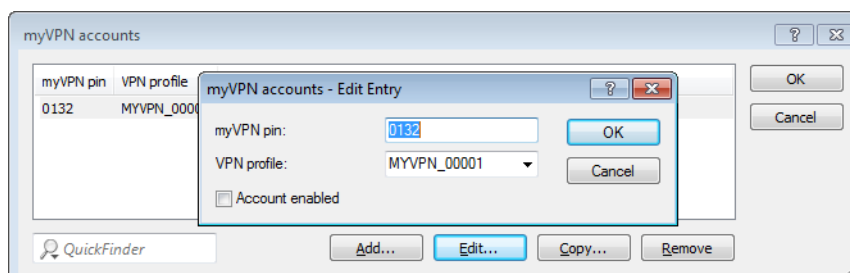 myVPN accounts
myVPN pin VPN profile
0132 MYVPN_000
OK
Cancel
myVPN accounts - Edit Entry
myVPN pin: 0132 OK
VPN profile: MYVPN_00001 Cancel
Account enabled
QuickFinder Add... Edit... Copy... Remove